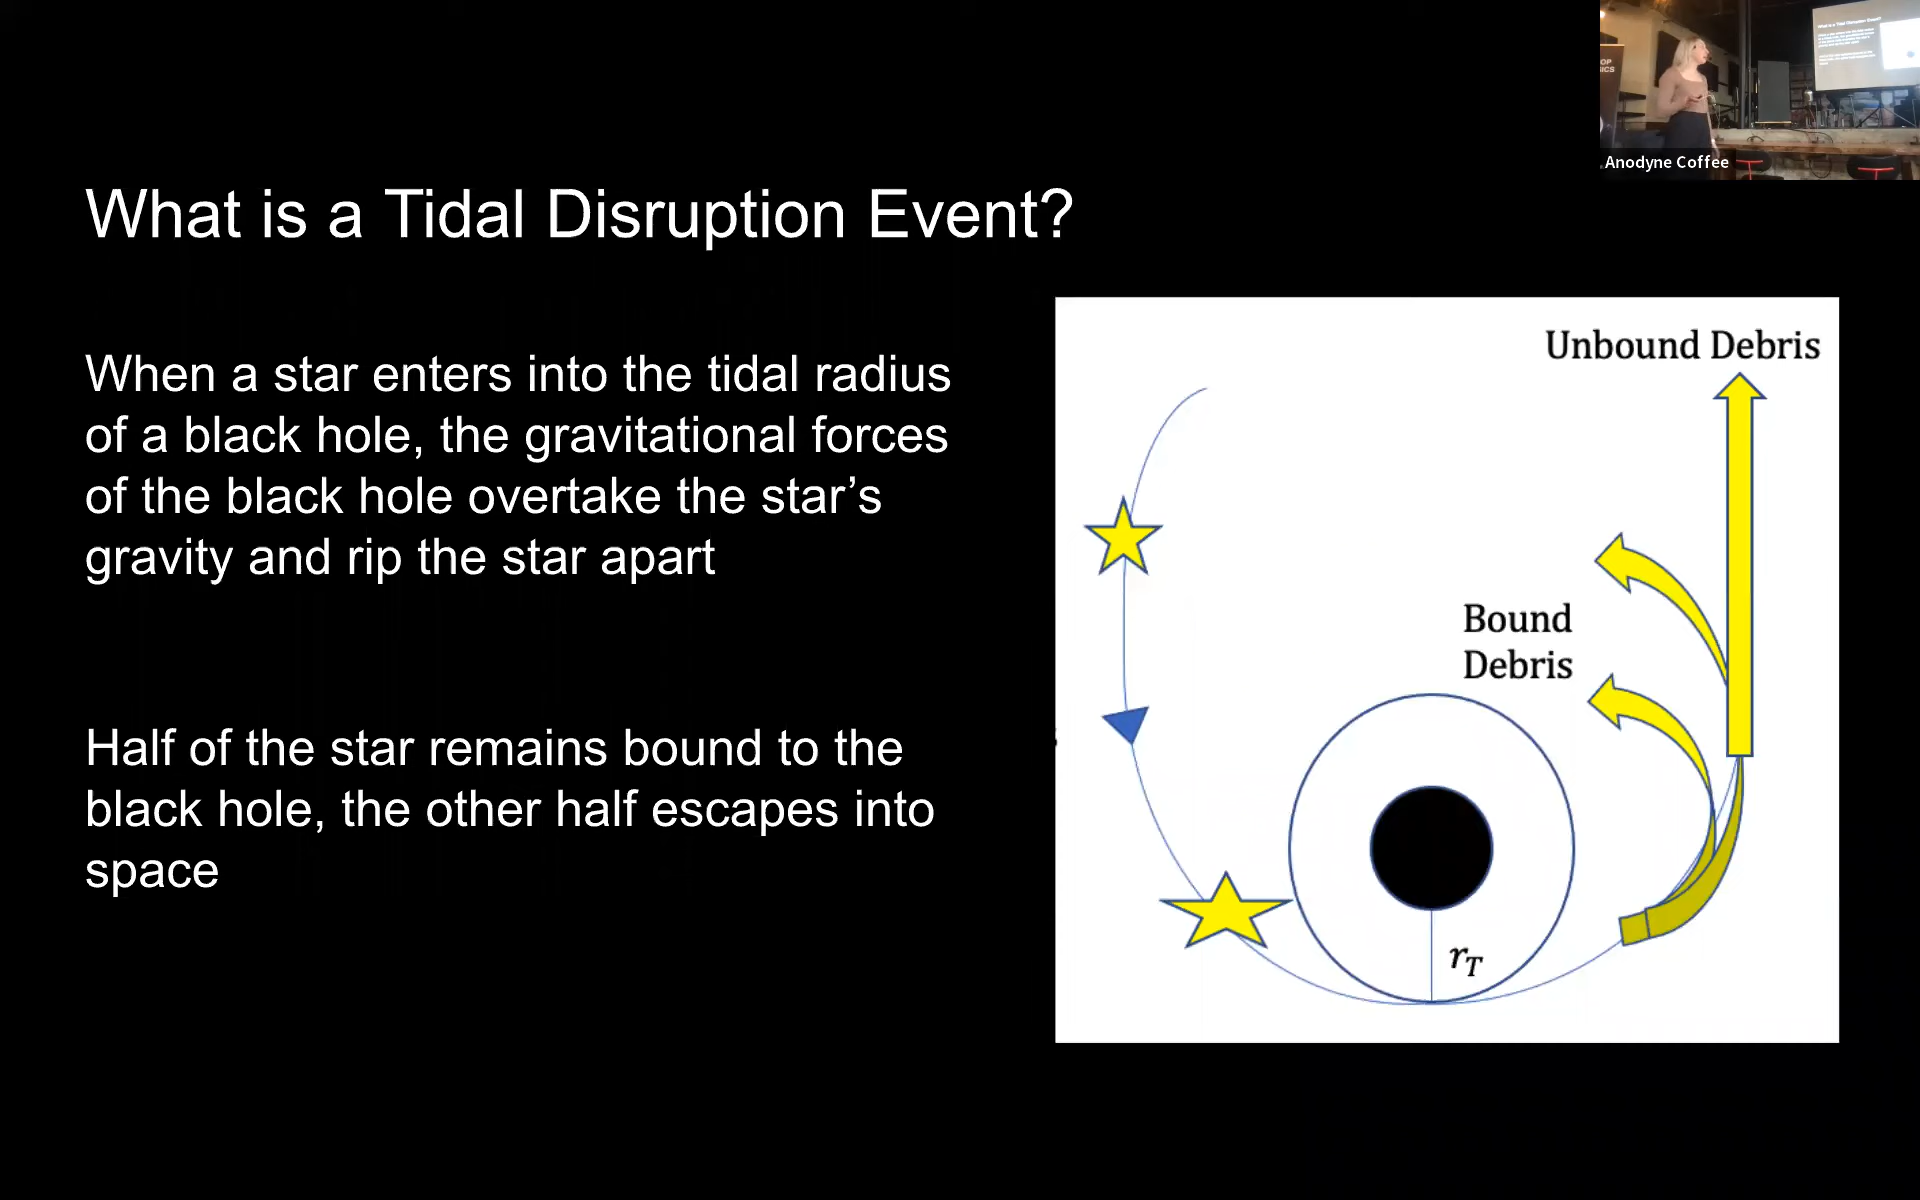 What is a Tidal Disruption Event?
When a star enters into the tidal radius
of a black hole, the gravitational forces
of the black hole overtake the star’s
gravity and rip the star apart
Half of the star remains bound to the
black hole, the other half escapes into
space
Unbound Debris
Bound
Debris
r_T
Anodyne Coffee